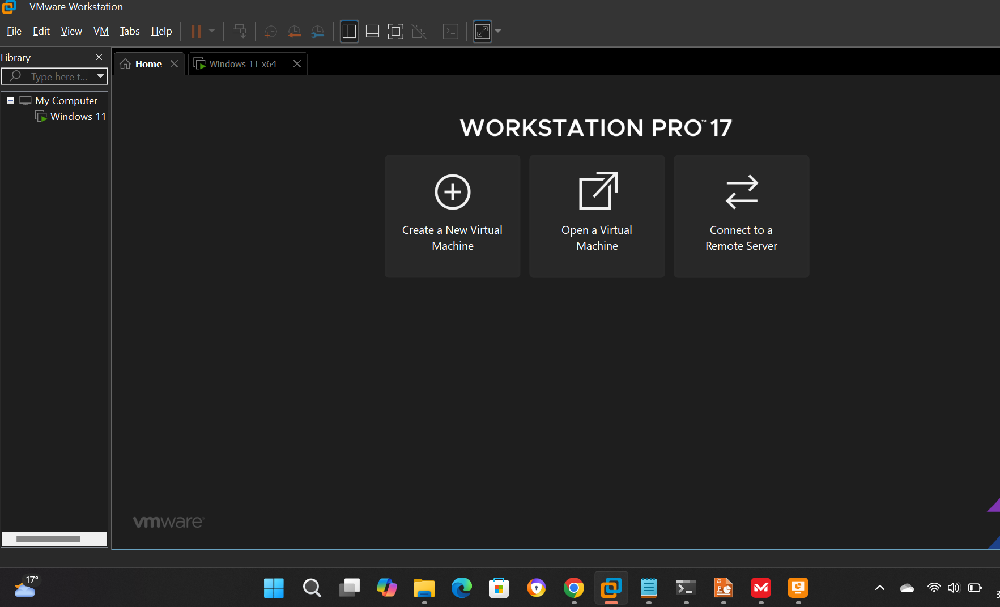 VMware Workstation
File Edit View VM Tabs Help
Library
Type here t...
My Computer
Windows 11
Home
Windows 11 x64
WORKSTATION PRO™ 17
Create a New Virtual
Machine
Open a Virtual
Machine
Connect to a
Remote Server
vmware®
17°